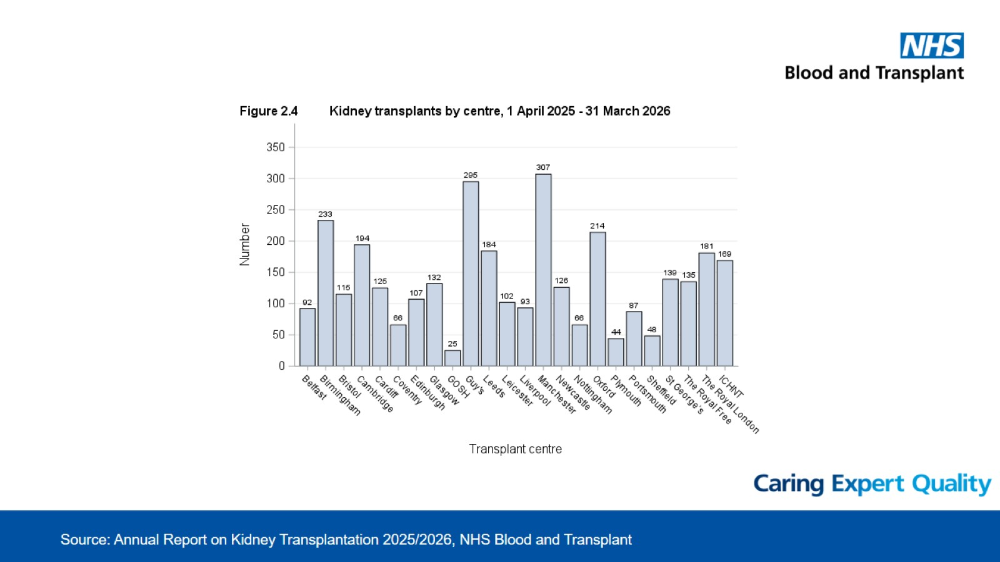 NHS
Blood and Transplant
Figure 2.4 Kidney transplants by centre, 1 April 2025 - 31 March 2026
Number
350
300
250
200
150
100
50
0
92
233
115
194
125
66
107
132
25
295
184
102
93
307
126
66
214
44
87
48
139
135
181
169
Belfast
Birmingham
Bristol
Cambridge
Cardiff
Coventry
Edinburgh
Glasgow
GOSH
Guy's
Leeds
Leicester
Liverpool
Manchester
Newcastle
Nottingham
Oxford
Plymouth
Portsmouth
Sheffield
St George's
The Royal Free
The Royal London
ICHNT
Transplant centre
Caring Expert Quality
Source: Annual Report on Kidney Transplantation 2025/2026, NHS Blood and Transplant